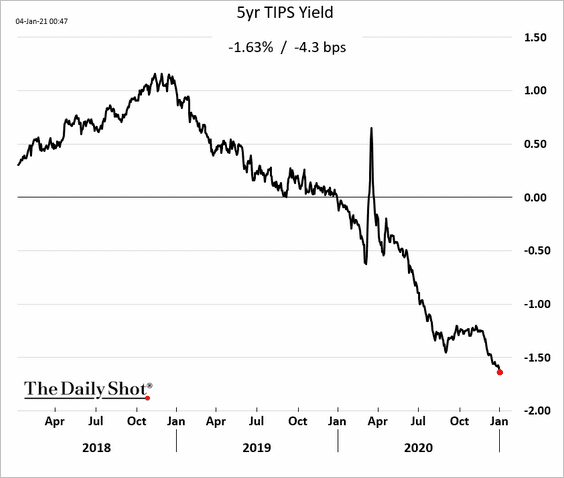 5yr TIPS Yield
04-Jan-21 00:47
-1.63% / -4.3 bps
1.50
1.00
0.50
0.00
-0.50
-1.00
-1.50
-2.00
The Daily Shot®
Apr Jul Oct Jan Apr Jul Oct Jan Apr Jul Oct Jan
2018 2019 2020